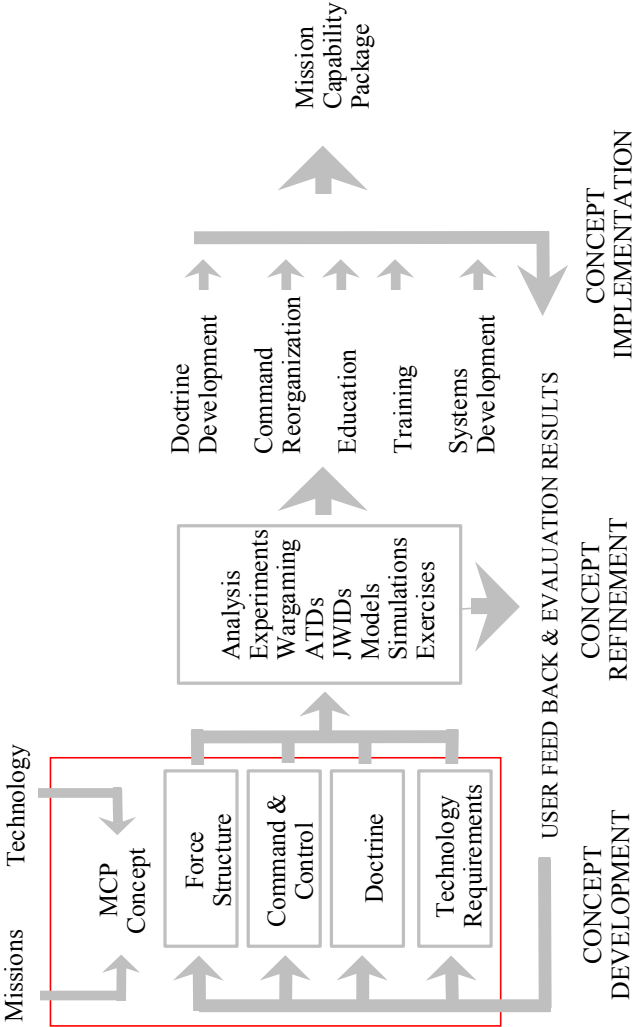 Missions
Technology
MCP
Concept
Force
Structure
Command &
Control
Doctrine
Technology
Requirements
Analysis
Experiments
Wargaming
ATDs
JWIDs
Models
Simulations
Exercises
Doctrine
Development
Command
Reorganization
Education
Training
Systems
Development
Mission
Capability
Package
USER FEED BACK & EVALUATION RESULTS
CONCEPT
DEVELOPMENT
CONCEPT
REFINEMENT
CONCEPT
IMPLEMENTATION